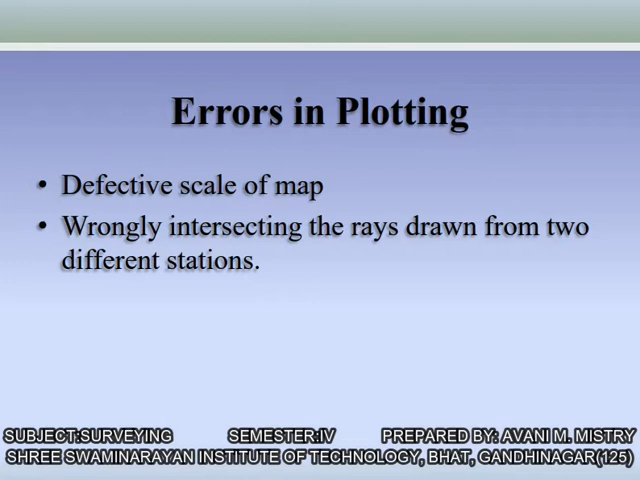 Errors in Plotting
• Defective scale of map
• Wrongly intersecting the rays drawn from two
different stations.
SUBJECT:SURVEYING SEMESTER:IV PREPARED BY: AVANI M. MISTRY
SHREE SWAMINARAYAN INSTITUTE OF TECHNOLOGY, BHAT, GANDHINAGAR(125)